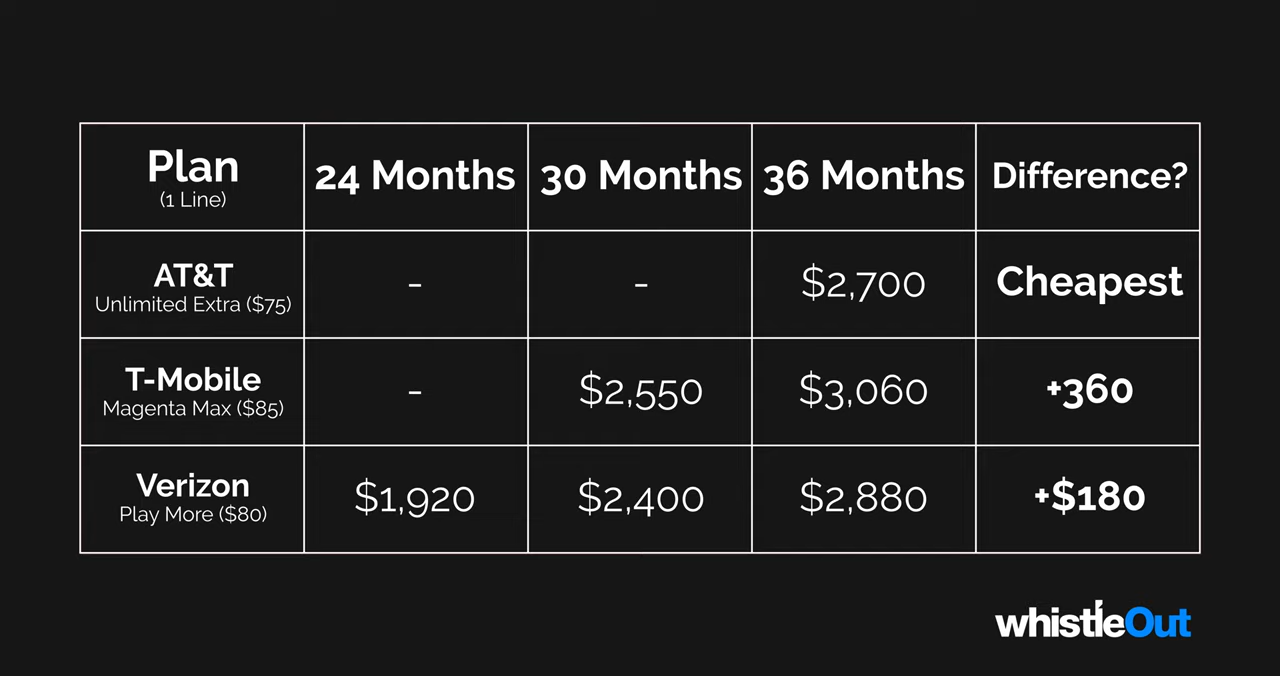 Plan
(1 Line)
24 Months
30 Months
36 Months
Difference?
AT&T
Unlimited Extra ($75)
-
-
$2,700
Cheapest
T-Mobile
Magenta Max ($85)
-
$2,550
$3,060
+360
Verizon
Play More ($80)
$1,920
$2,400
$2,880
+$180
whistleOut